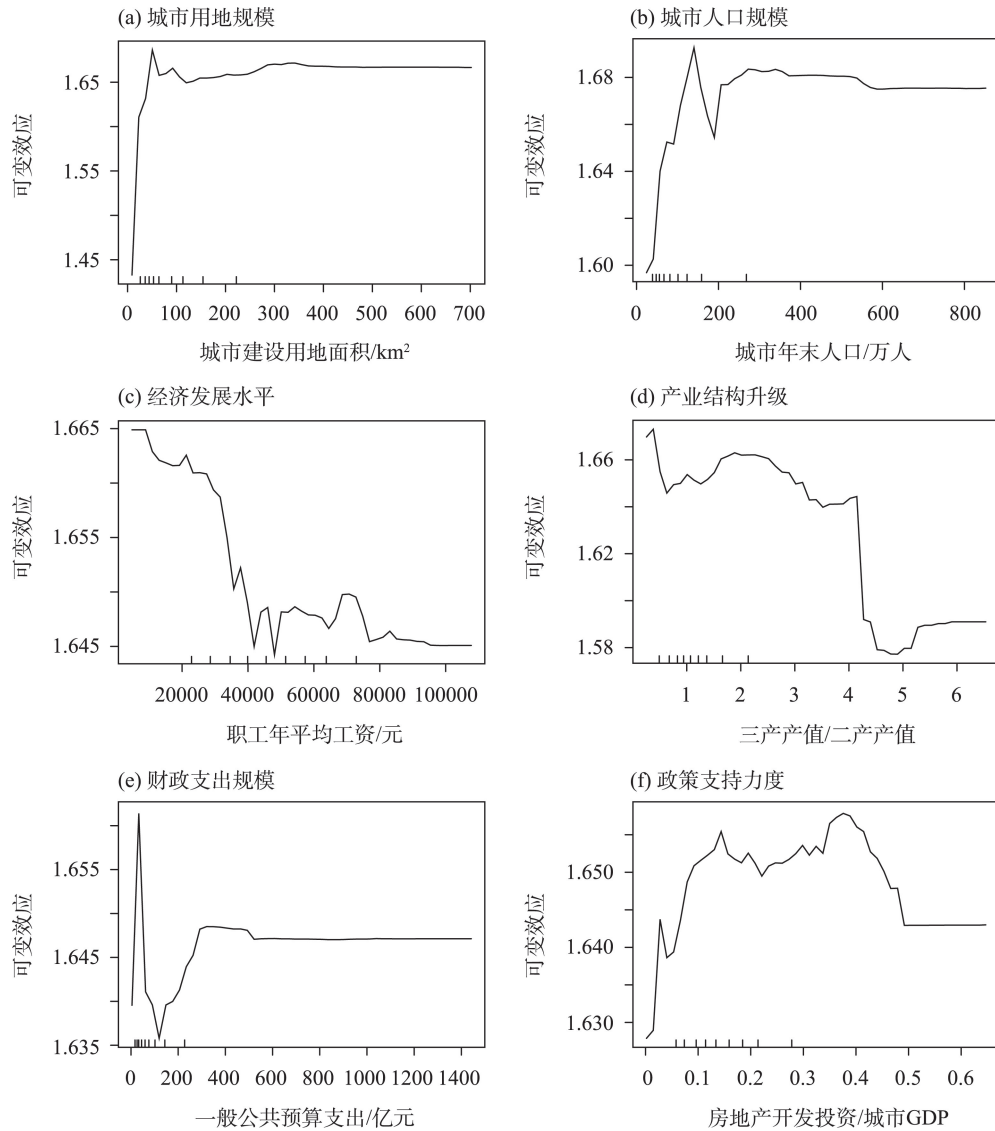 (a) 城市用地规模
可变效应
1.65
1.55
1.45
0 100 200 300 400 500 600 700
城市建设用地面积/km²
(b) 城市人口规模
可变效应
1.68
1.64
1.60
0 200 400 600 800
城市年末人口/万人
(c) 经济发展水平
可变效应
1.665
1.655
1.645
20000 40000 60000 80000 100000
职工年平均工资/元
(d) 产业结构升级
可变效应
1.66
1.62
1.58
1 2 3 4 5 6
三产产值/二产产值
(e) 财政支出规模
可变效应
1.655
1.645
1.635
0 200 400 600 800 1000 1200 1400
一般公共预算支出/亿元
(f) 政策支持力度
可变效应
1.650
1.640
1.630
0 0.1 0.2 0.3 0.4 0.5 0.6
房地产开发投资/城市GDP